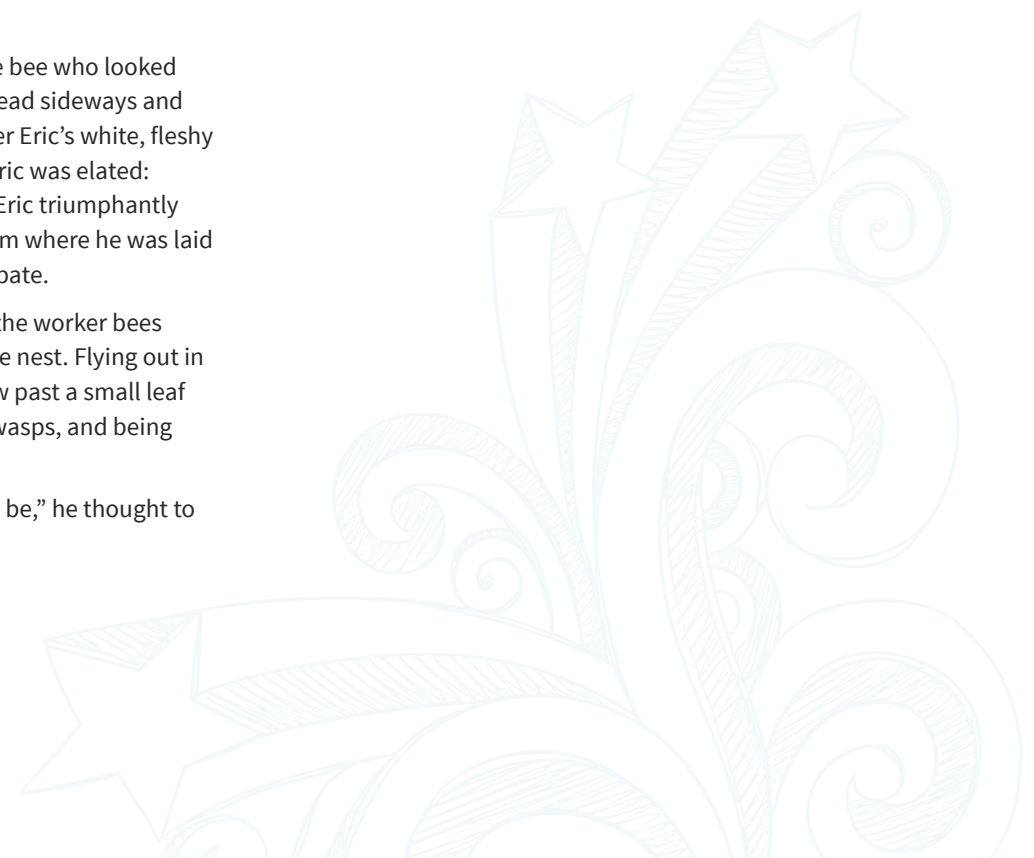 bee who looked
ead sideways and
er Eric’s white, fleshy
ric was elated:
Eric triumphantly
m where he was laid
pate.
the worker bees
e nest. Flying out in
w past a small leaf
wasps, and being
be,” he thought to